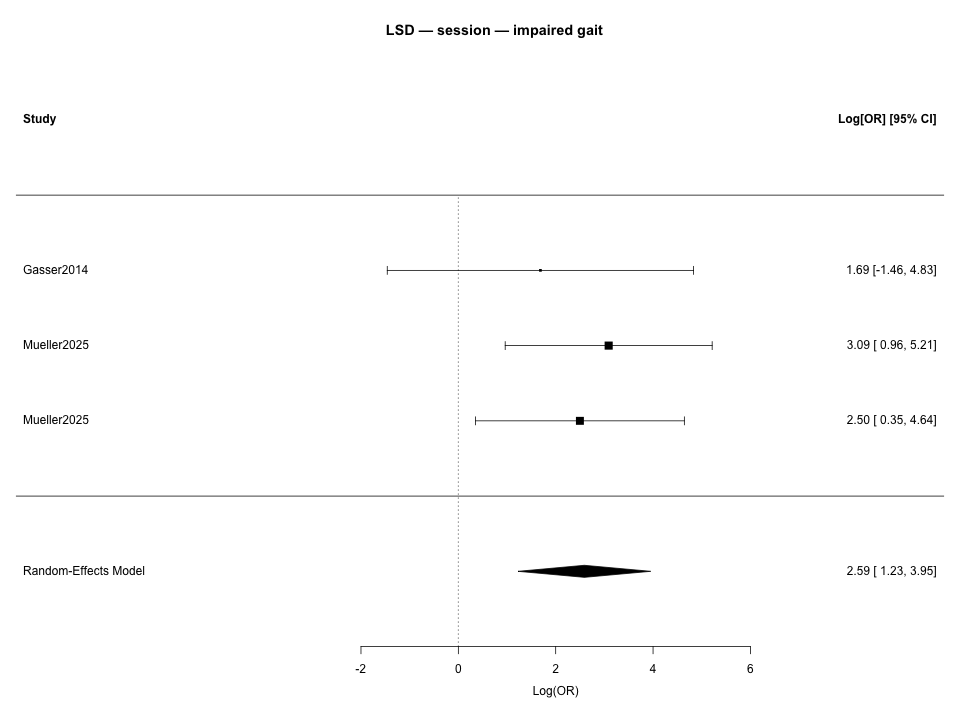 LSD — session — impaired gait
Study Log[OR] [95% CI]
Gasser2014 1.69 [-1.46, 4.83]
Mueller2025 3.09 [ 0.96, 5.21]
Mueller2025 2.50 [ 0.35, 4.64]
Random-Effects Model 2.59 [ 1.23, 3.95]
-2 0 2 4 6
Log(OR)